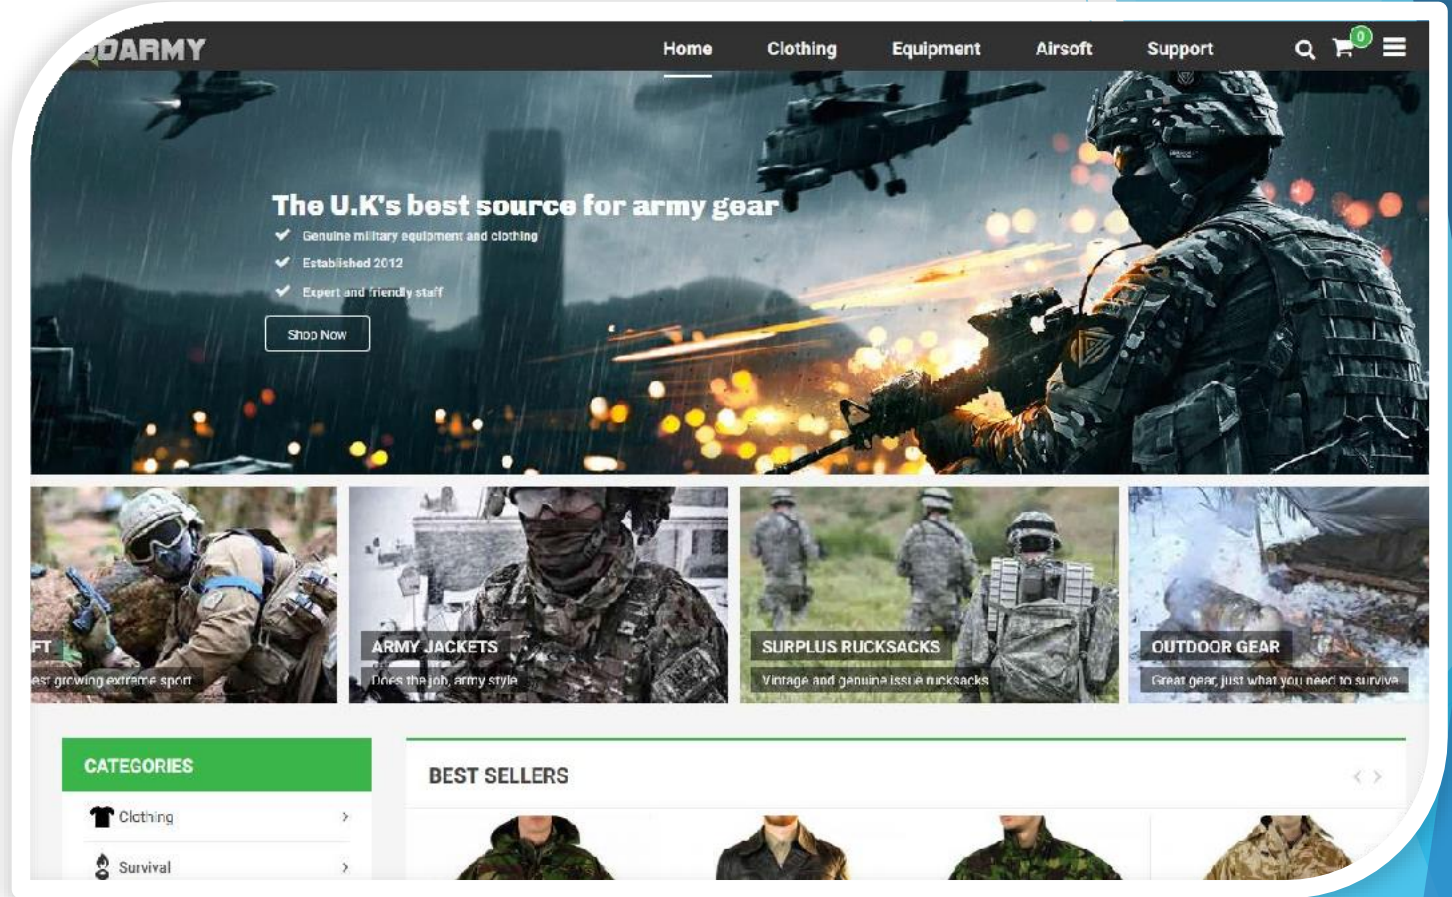 Home Clothing Equipment Airsoft Support 0
The U.K's best source for army gear
Genuine military equipment and clothing
Established 2012
Expert and friendly staff
Shop Now
ARMY JACKETS
Does the job, army style
SURPLUS RUCKSACKS
Vintage and genuine issue rucksacks
OUTDOOR GEAR
Great gear, just what you need to survive
growing extreme sport
CATEGORIES
Clothing
Survival
BEST SELLERS